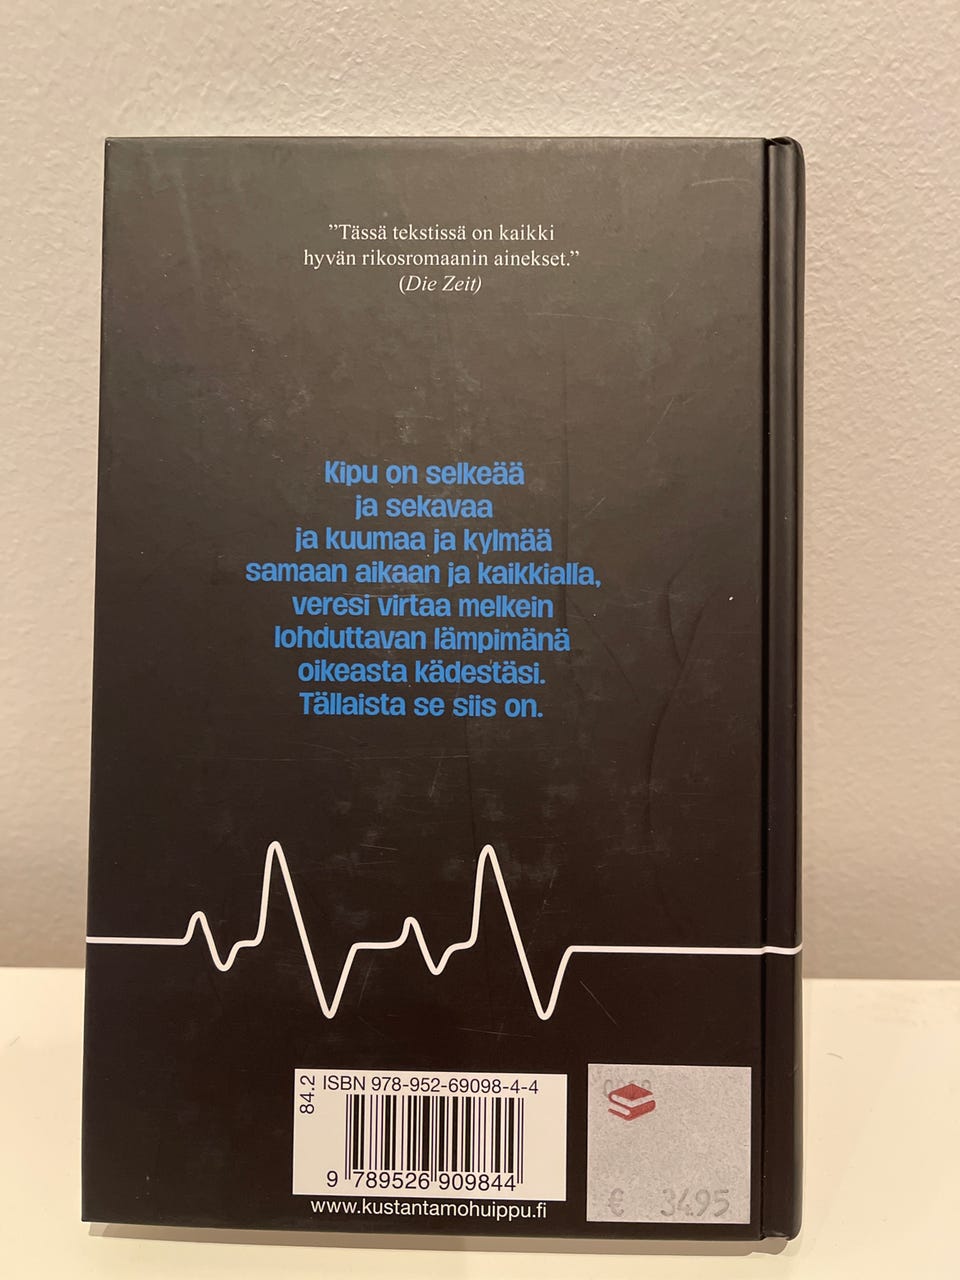 ”Tässä tekstissä on kaikki
hyvän rikosromaanin ainekset.”
(Die Zeit)
Kipu on selkeää
ja sekavaa
ja kuumaa ja kylmää
samaan aikaan ja kaikkialla,
veresi virtaa melkein
lohduttavan lämpimänä
oikeasta kädestäsi.
Tällaista se siis on.
84.2
ISBN 978-952-69098-4-4
9 789526 909844
www.kustantamohuippu.fi
€ 34.95